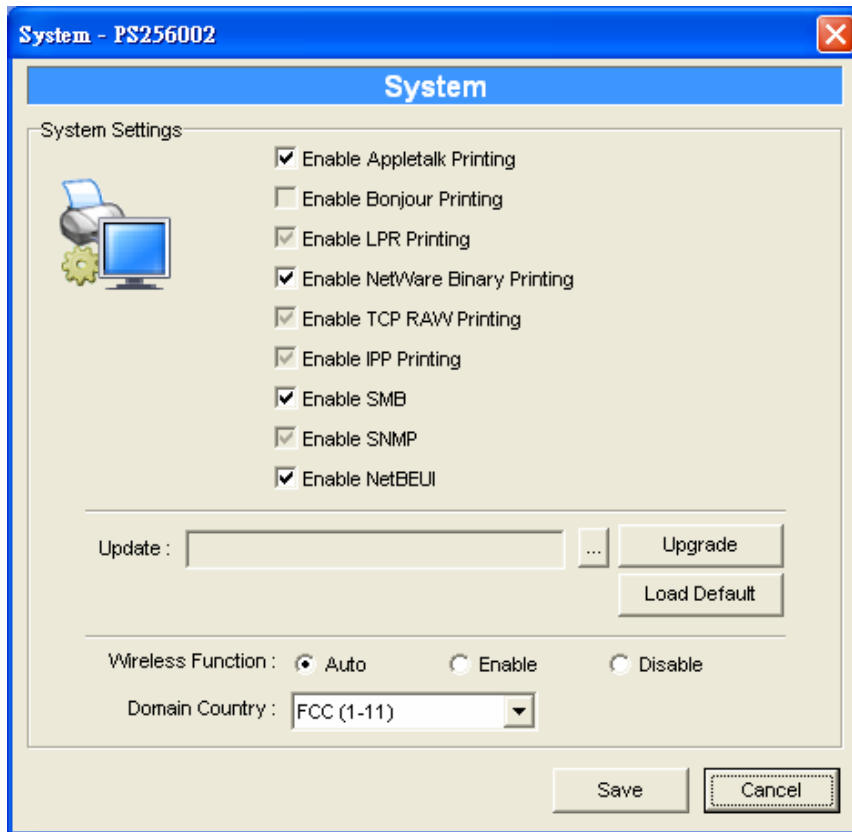 System - PS256002
System
System Settings
Enable Appletalk Printing
Enable Bonjour Printing
Enable LPR Printing
Enable NetWare Binary Printing
Enable TCP RAW Printing
Enable IPP Printing
Enable SMB
Enable SNMP
Enable NetBEUI
Update : ... Upgrade
Load Default
Wireless Function : Auto Enable Disable
Domain Country : FCC (1-11)
Save Cancel